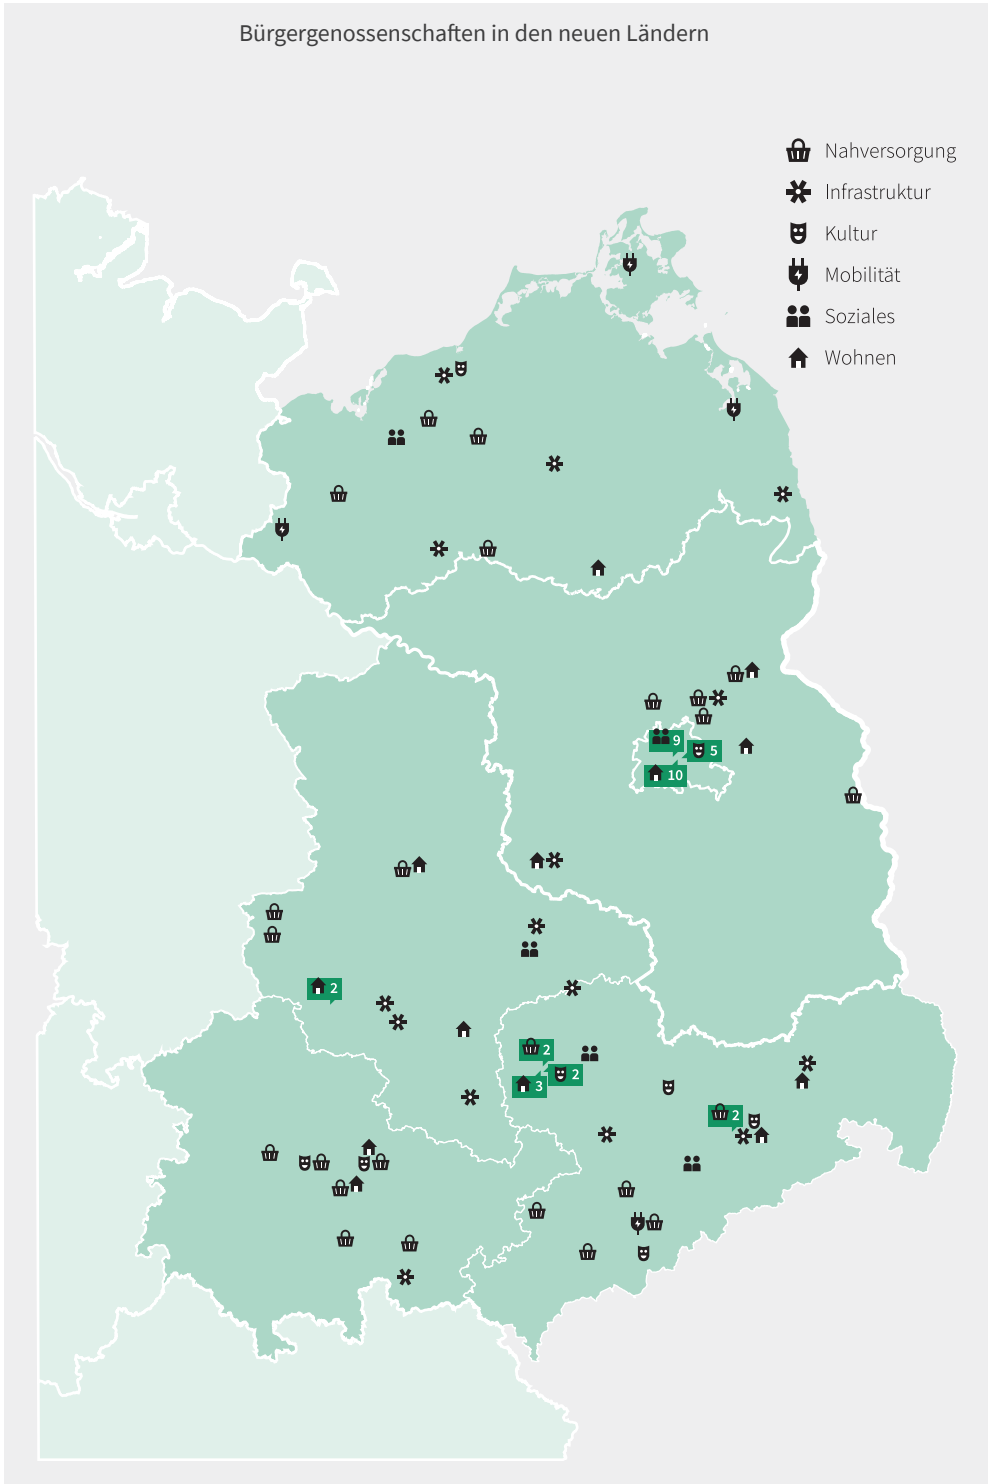 Bürgergenossenschaften in den neuen Ländern
Nahversorgung
Infrastruktur
Kultur
Mobilität
Soziales
Wohnen
9
5
10
2
2
2
3
2